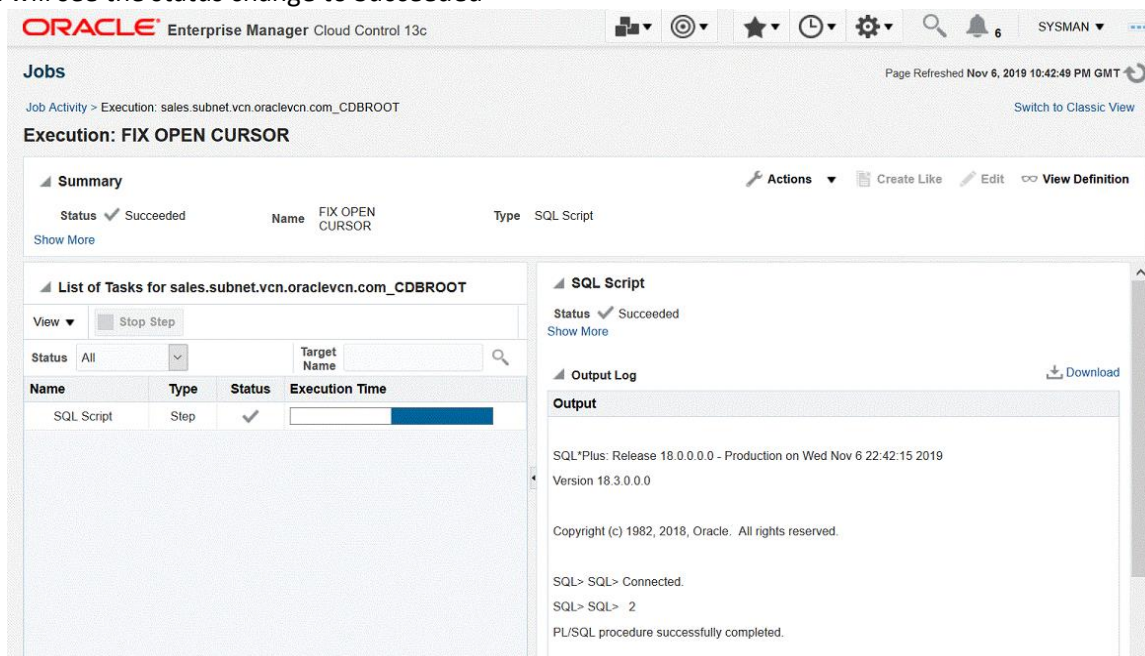 will see the status change to Succeeded
ORACLE Enterprise Manager Cloud Control 13c
6
SYSMAN
Jobs
Page Refreshed Nov 6, 2019 10:42:49 PM GMT
Job Activity > Execution: sales.subnet.vcn.oraclevcn.com_CDBROOT
Switch to Classic View
Execution: FIX OPEN CURSOR
Summary
Actions
Create Like
Edit
View Definition
Status Succeeded
Name FIX OPEN CURSOR
Type SQL Script
Show More
List of Tasks for sales.subnet.vcn.oraclevcn.com_CDBROOT
View
Stop Step
Status All
Target Name
Name Type Status Execution Time
SQL Script Step
SQL Script
Status Succeeded
Show More
Output Log
Download
Output
SQL*Plus: Release 18.0.0.0.0 - Production on Wed Nov 6 22:42:15 2019
Version 18.3.0.0.0
Copyright (c) 1982, 2018, Oracle. All rights reserved.
SQL> SQL> Connected.
SQL> SQL> 2
PL/SQL procedure successfully completed.